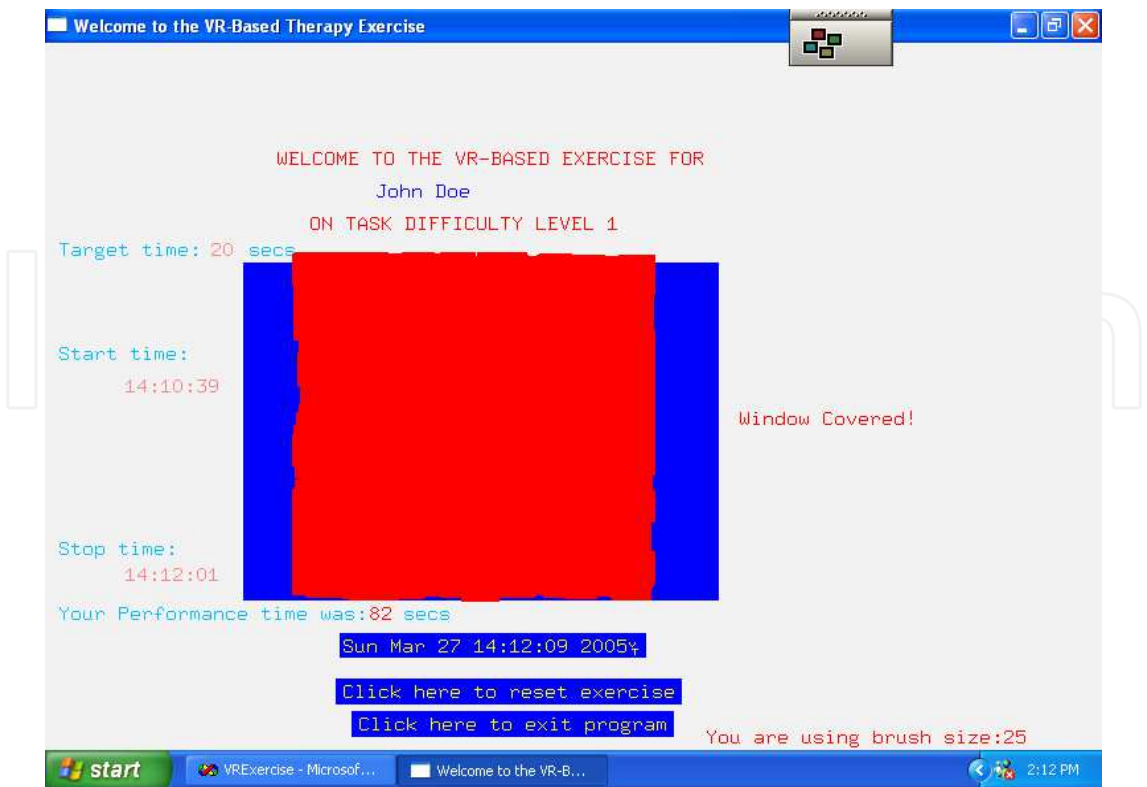 Welcome to the VR-Based Therapy Exercise
WELCOME TO THE VR-BASED EXERCISE FOR
John Doe
ON TASK DIFFICULTY LEVEL 1
Target time: 20 secs
Start time:
14:10:39
Window Covered!
Stop time:
14:12:01
Your Performance time was:82 secs
Sun Mar 27 14:12:09 2005
Click here to reset exercise
Click here to exit program
You are using brush size:25
start
VRExercise - Microsof...
Welcome to the VR-B...
2:12 PM